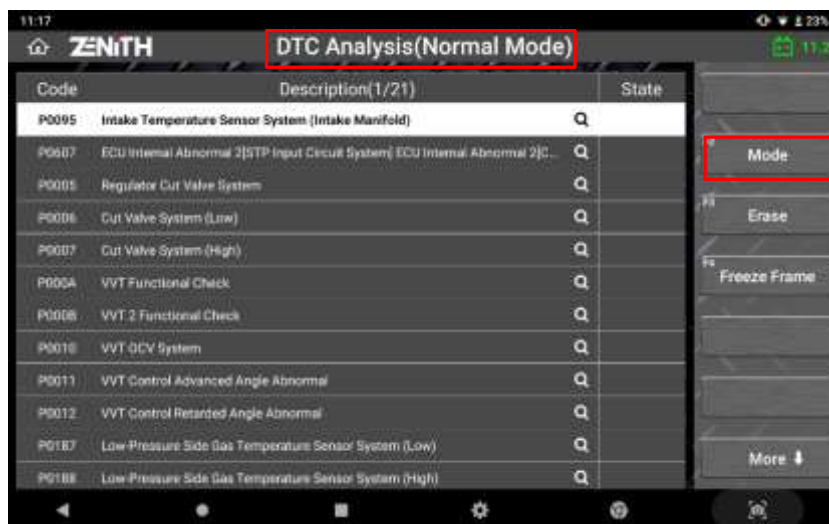 11:17
23%
ZENITH DTC Analysis(Normal Mode) 11.2
Code Description(1/21) State
P0095 Intake Temperature Sensor System (Intake Manifold)
P0607 ECU Internal Abnormal 2]STP Input Circuit System[ ECU Internal Abnormal 2]C...
Mode
P0005 Regulator Cut Valve System
P0006 Cut Valve System (Low)
Erase
P0007 Cut Valve System (High)
P000A VVT Functional Check
Freeze Frame
P000B VVT 2 Functional Check
P0010 VVT OCV System
P0011 VVT Control Advanced Angle Abnormal
P0012 VVT Control Retarded Angle Abnormal
P0187 Low-Pressure Side Gas Temperature Sensor System (Low)
More
P0188 Low-Pressure Side Gas Temperature Sensor System (High)